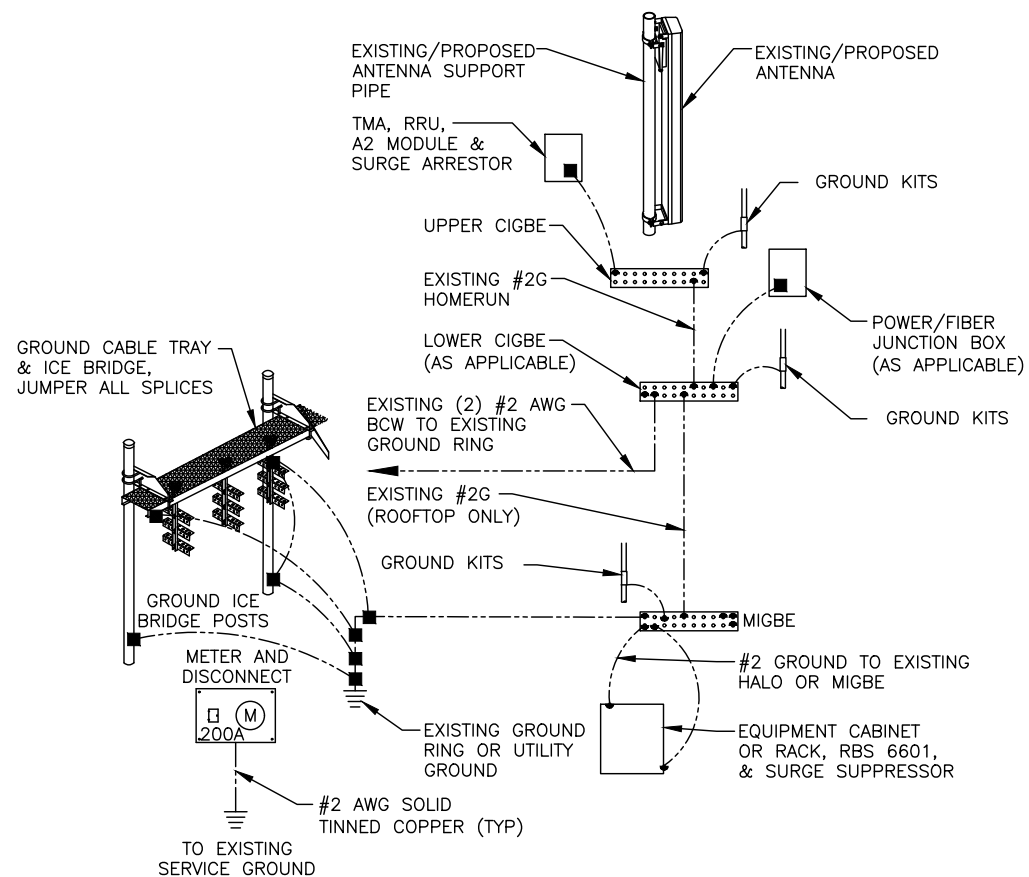 EXISTING/PROPOSED
ANTENNA SUPPORT
PIPE
EXISTING/PROPOSED
ANTENNA
TMA, RRU,
A2 MODULE &
SURGE ARRESTOR
GROUND KITS
UPPER CIGBE
EXISTING #2G
HOMERUN
POWER/FIBER
JUNCTION BOX
(AS APPLICABLE)
LOWER CIGBE
(AS APPLICABLE)
GROUND CABLE TRAY
& ICE BRIDGE,
JUMPER ALL SPLICES
GROUND KITS
EXISTING (2) #2 AWG
BCW TO EXISTING
GROUND RING
EXISTING #2G
(ROOFTOP ONLY)
GROUND KITS
GROUND ICE
BRIDGE POSTS
MIGBE
METER AND
DISCONNECT
#2 GROUND TO EXISTING
HALO OR MIGBE
M
200A
EXISTING GROUND
RING OR UTILITY
GROUND
EQUIPMENT CABINET
OR RACK, RBS 6601,
& SURGE SUPPRESSOR
#2 AWG SOLID
TINNED COPPER (TYP)
TO EXISTING
SERVICE GROUND